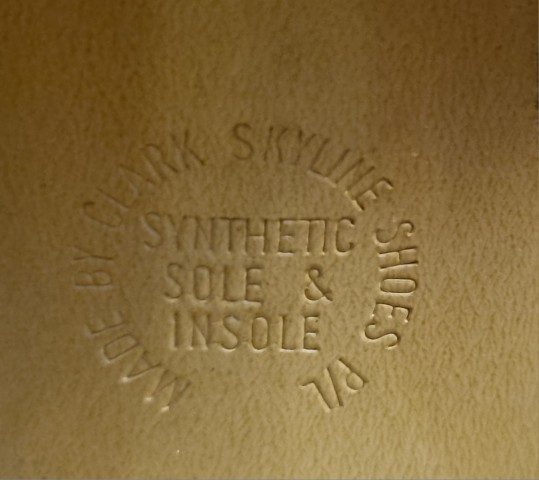 MADE BY CLARK SKYLINE SHOES P/L
SYNTHETIC
SOLE &
INSOLE